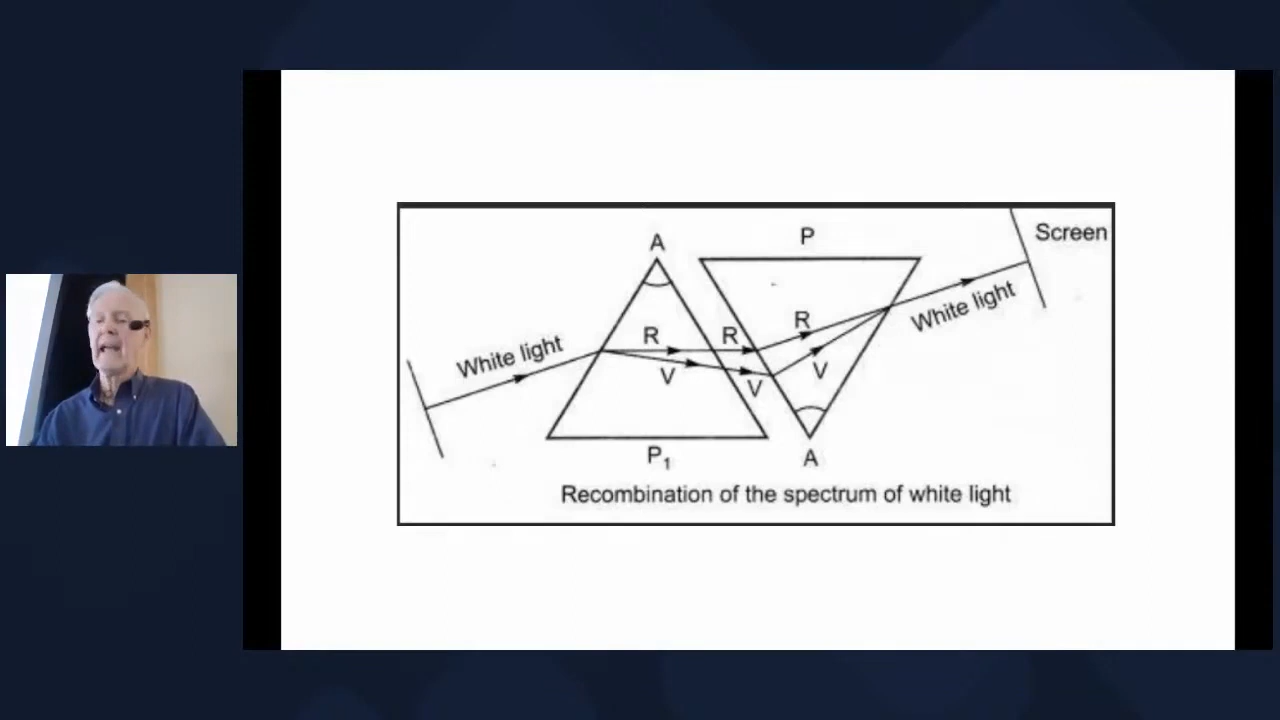 A
P
Screen
White light
R
R
R
White light
V
V
V
P₁
A
Recombination of the spectrum of white light